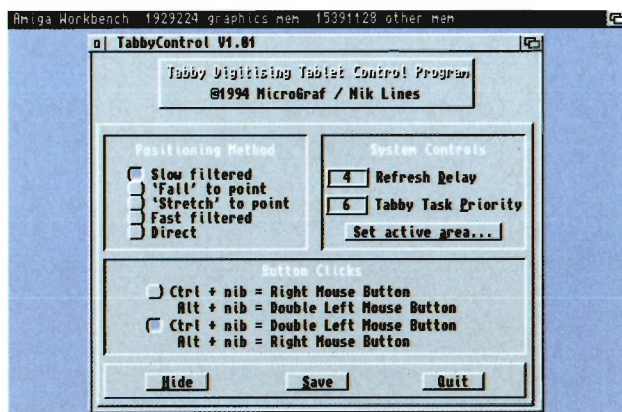 Amiga Workbench 1929224 graphics mem 15391128 other mem
TabbyControl V1.01
Tabby Digitising Tablet Control Program
©1994 MicroGraf / Nik Lines
Positioning Method
Slow filtered
'Fall' to point
'Stretch' to point
Fast filtered
Direct
System Controls
4 Refresh Delay
6 Tabby Task Priority
Set active area...
Button Clicks
Ctrl + nib = Right Mouse Button
Alt + nib = Double Left Mouse Button
Ctrl + nib = Double Left Mouse Button
Alt + nib = Right Mouse Button
Hide Save Quit